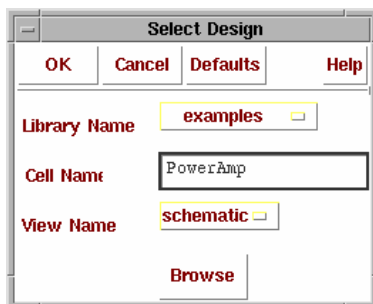 Select Design
OK Cancel Defaults Help
Library Name examples
Cell Name PowerAmp
View Name schematic
Browse